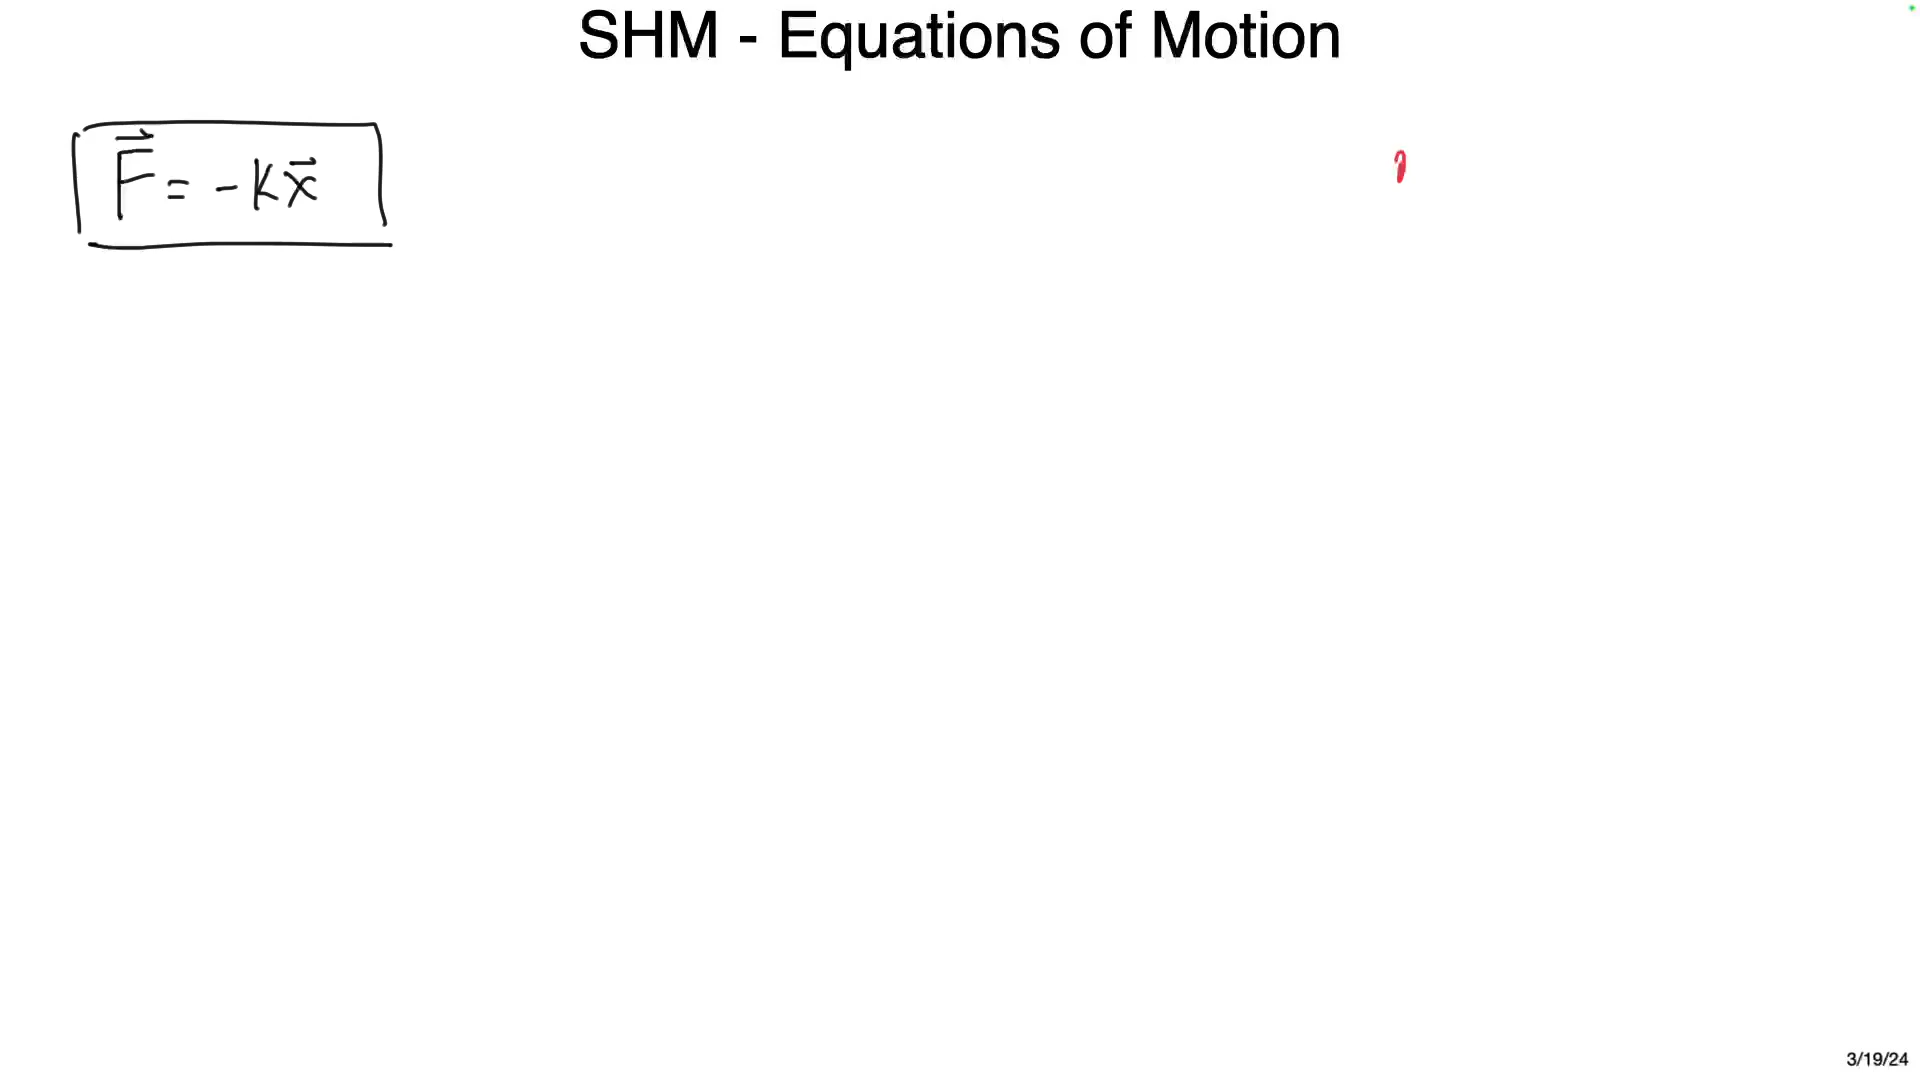 SHM - Equations of Motion
F⃗ = -kx⃗
3/19/24